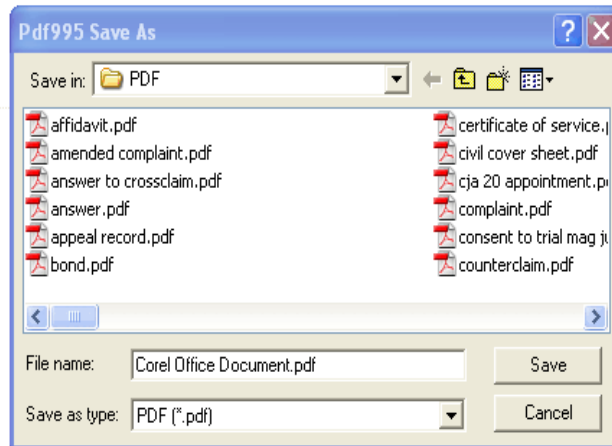 Pdf995 Save As
Save in: PDF
affidavit.pdf
amended complaint.pdf
answer to crossclaim.pdf
answer.pdf
appeal record.pdf
bond.pdf
certificate of service.p
civil cover sheet.pdf
cja 20 appointment.pd
complaint.pdf
consent to trial mag ju
counterclaim.pdf
File name: Corel Office Document.pdf Save
Save as type: PDF (*.pdf) Cancel